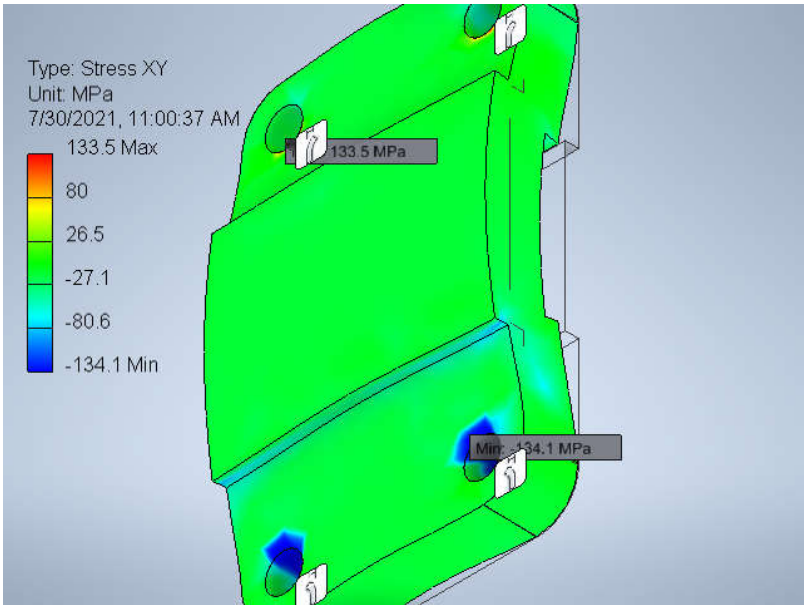 Type: Stress XY
Unit: MPa
7/30/2021, 11:00:37 AM
133.5 Max
80
26.5
-27.1
-80.6
-134.1 Min
133.5 MPa
Min: -134.1 MPa